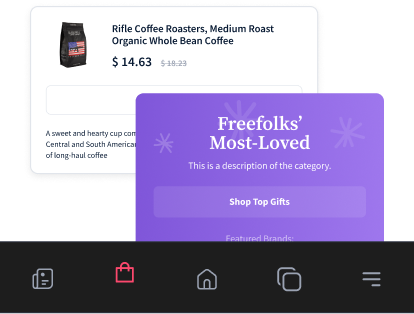 Rifle Coffee Roasters, Medium Roast
Organic Whole Bean Coffee
$ 14.63 $ 18.23
A sweet and hearty cup
Central and South American
of long-haul coffee
Freefolks'
Most-Loved
This is a description of the category.
Shop Top Gifts
Featured Brands: